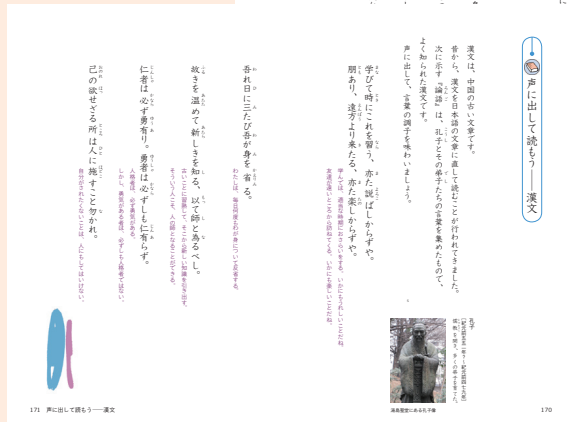 声に出して読もう――漢文
漢文は、中国の古い文章です。
昔から、漢文を日本語の文章に直して読むことが行われてきました。
次に示す『論語』は、孔子とその弟子たちの言葉を集めたもので、
よく知られた漢文です。
声に出して、言葉の調子を味わいましょう。
学びて時にこれを習う、亦た説ばしからずや。
朋あり、遠方より来たる、亦た楽しからずや。
学んでは、適当な時期におさらいをする、いかにもうれしいことだね。
友達が遠いところから訪ねてくる、いかにも楽しいことだね。
吾れ日に三たび吾が身を省る。
わたしは、毎日何度もわが身について反省する。
故きを温めて新しきを知る、以て師と為るべし。
古いことに習熟して、そこから新しい知識を引き出す、
そういう人こそ、人の師となることができる。
仁者は必ず勇有り。勇者は必ずしも仁有らず。
人格者は、必ず勇気がある。
しかし、勇気がある者は、必ずしも人格者ではない。
己の欲せざる所は人に施すこと勿かれ。
自分がされたくないことは、人にもしてはいけない。
孔子
［紀元前五五一年？〜紀元前四七九年］
儒教を開き、多くの弟子を育てた。
湯島聖堂にある孔子像
170
171 声に出して読もう――漢文